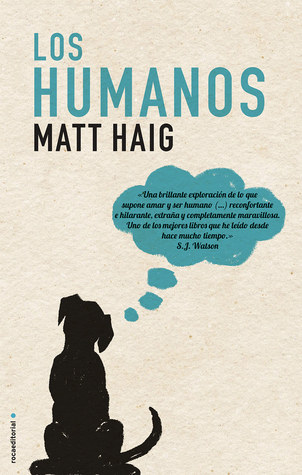 LOS
HUMANOS
MATT HAIG
«Una brillante exploración de lo que
supone amar y ser humano (...) reconfortante
e hilarante, extraña y completamente maravillosa.
Uno de los mejores libros que he leído desde
hace mucho tiempo.»
S.J. Watson
rocaeditorial